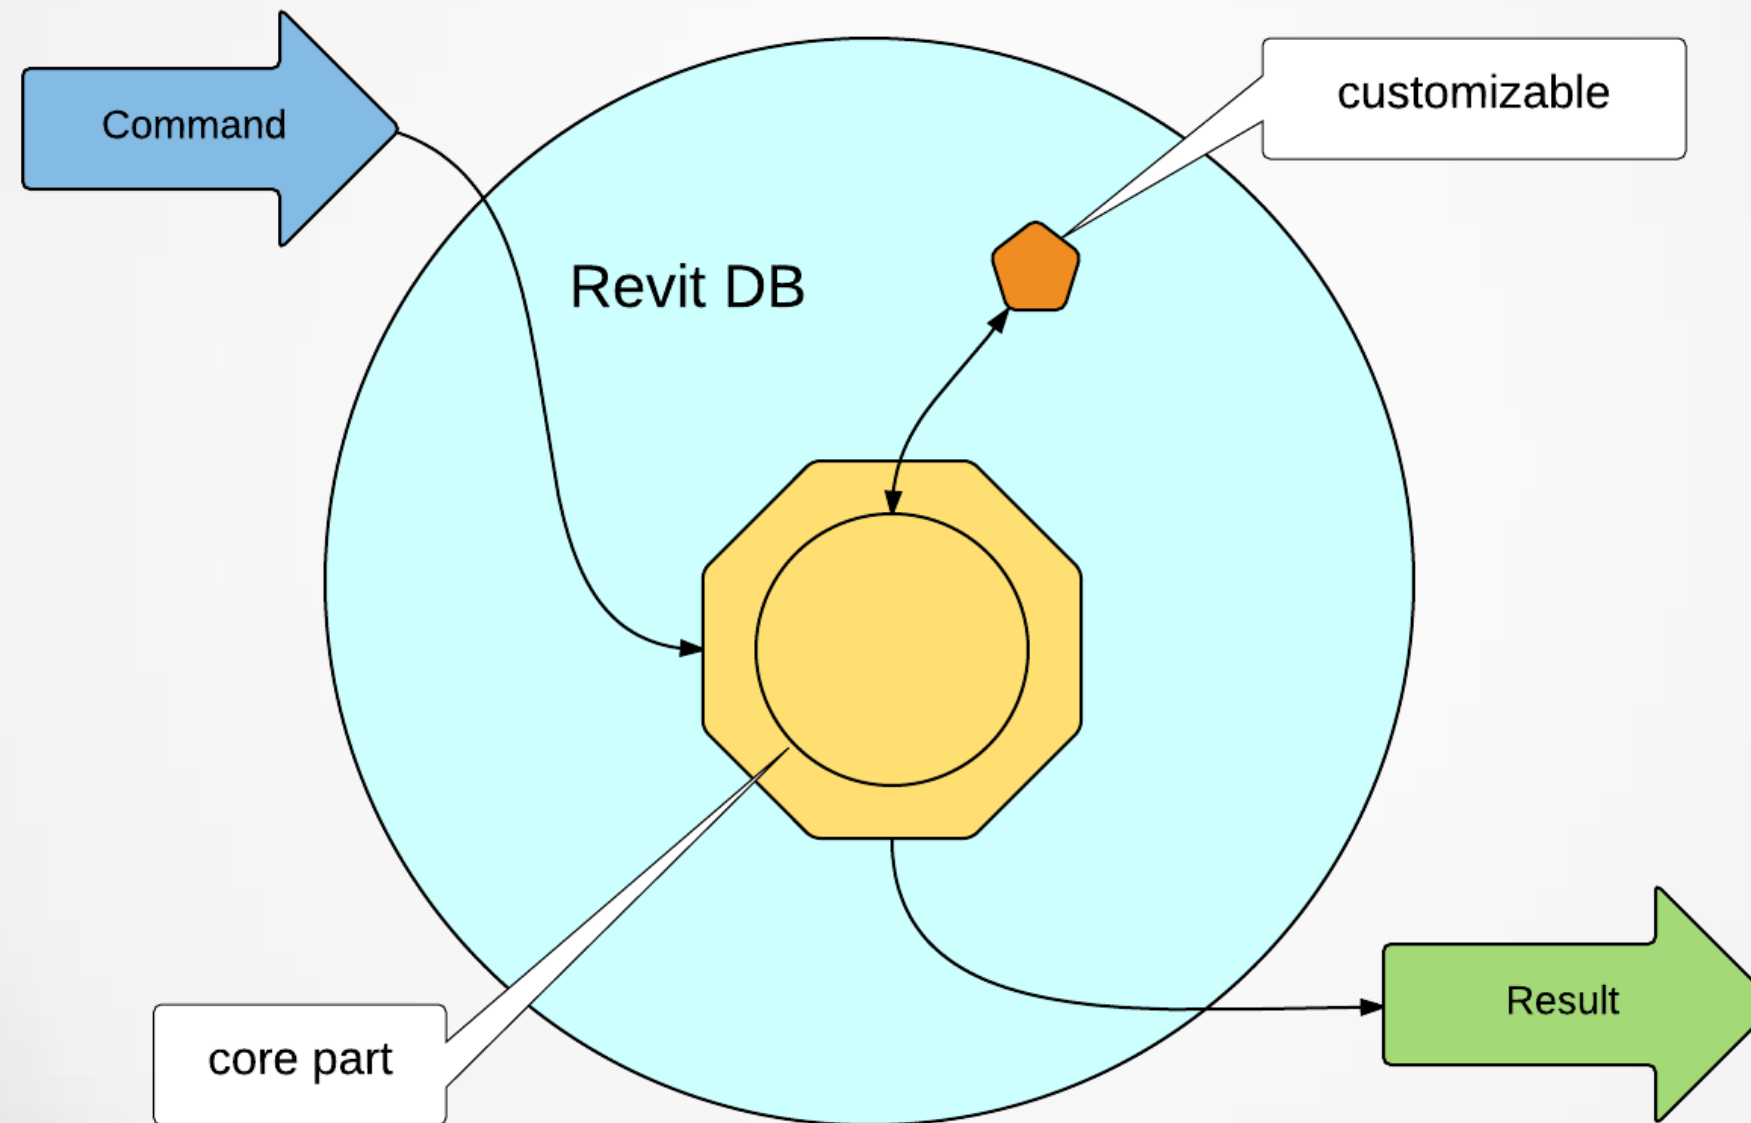 Command
customizable
Revit DB
Result
core part